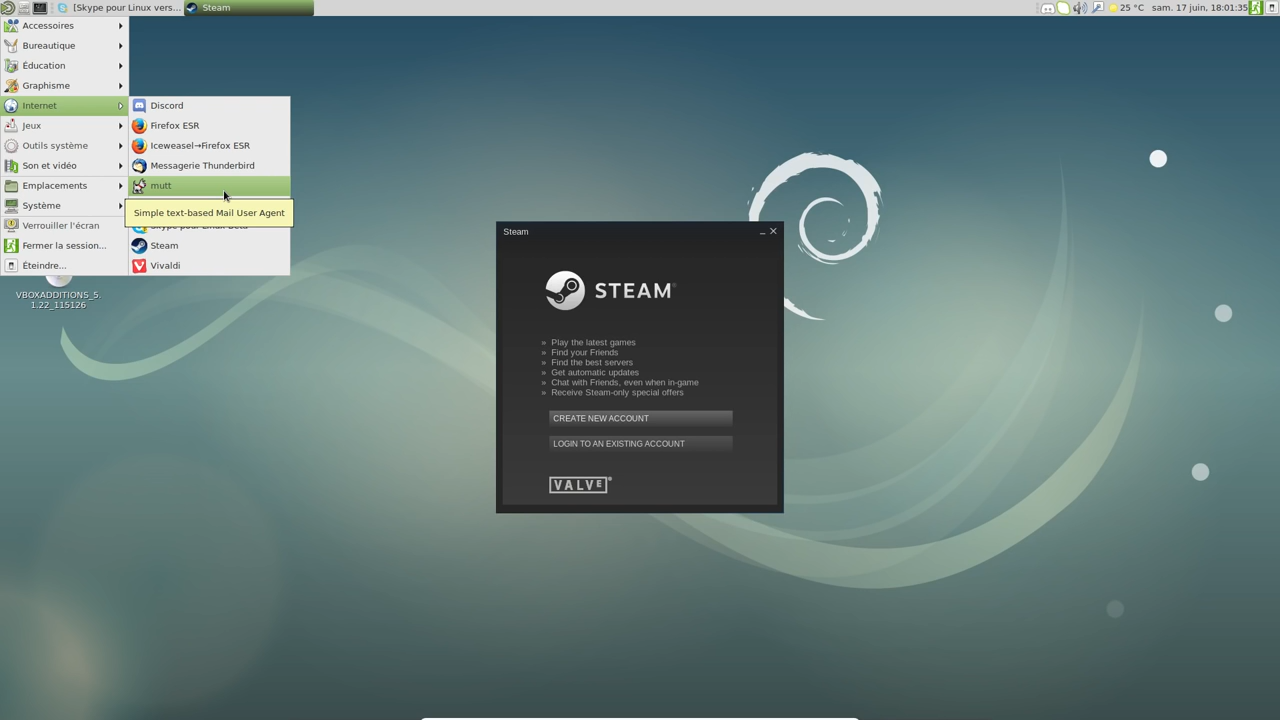 [Skype pour Linux vers...
Steam
25 °C
sam. 17 juin, 18:01:35
Accessoires
Bureautique
Éducation
Graphisme
Internet
Jeux
Outils système
Son et vidéo
Emplacements
Système
Verrouiller l'écran
Fermer la session...
Éteindre...
Discord
Firefox ESR
Iceweasel→Firefox ESR
Messagerie Thunderbird
mutt
Simple text-based Mail User Agent
Steam
Vivaldi
VBOXADDITIONS_5.
1.22_115126
Steam
STEAM®
» Play the latest games
» Find your Friends
» Find the best servers
» Get automatic updates
» Chat with Friends, even when in-game
» Receive Steam-only special offers
CREATE NEW ACCOUNT
LOGIN TO AN EXISTING ACCOUNT
VALVE®